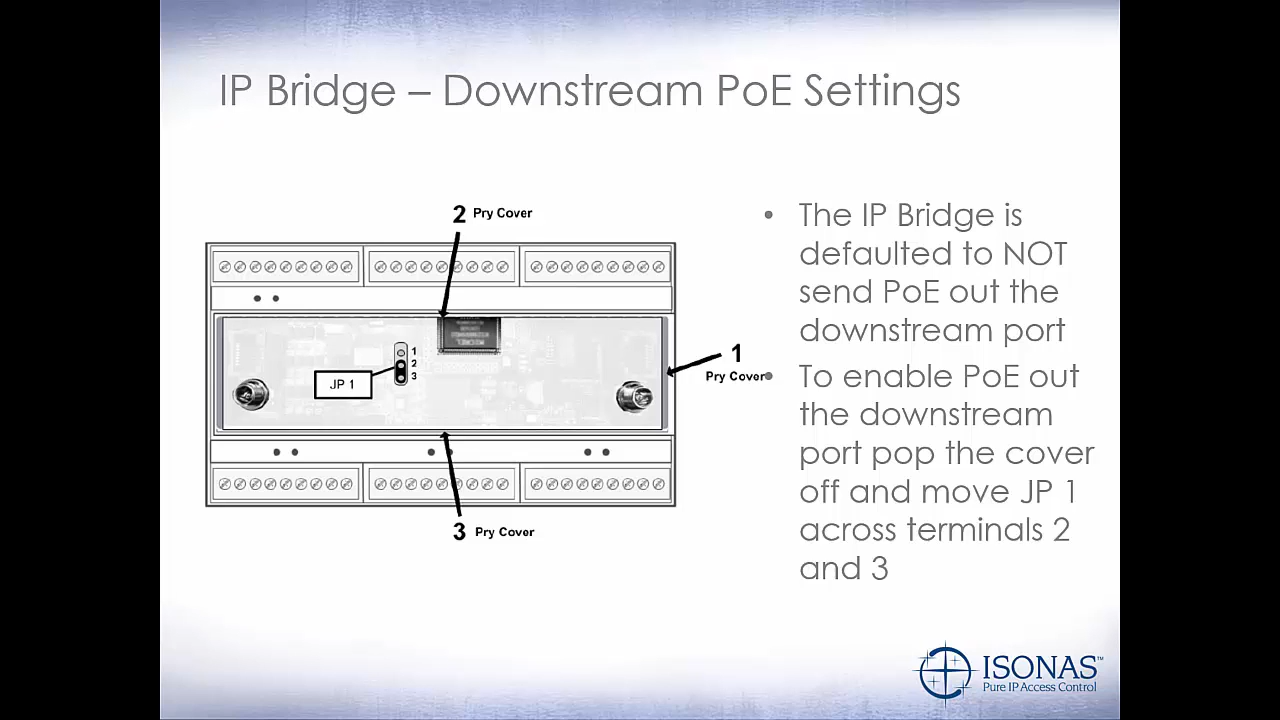 IP Bridge – Downstream PoE Settings
2 Pry Cover
1
2
3
JP 1
1
Pry Cover
3 Pry Cover
• The IP Bridge is
defaulted to NOT
send PoE out the
downstream port
• To enable PoE out
the downstream
port pop the cover
off and move JP 1
across terminals 2
and 3
ISONAS™
Pure IP Access Control